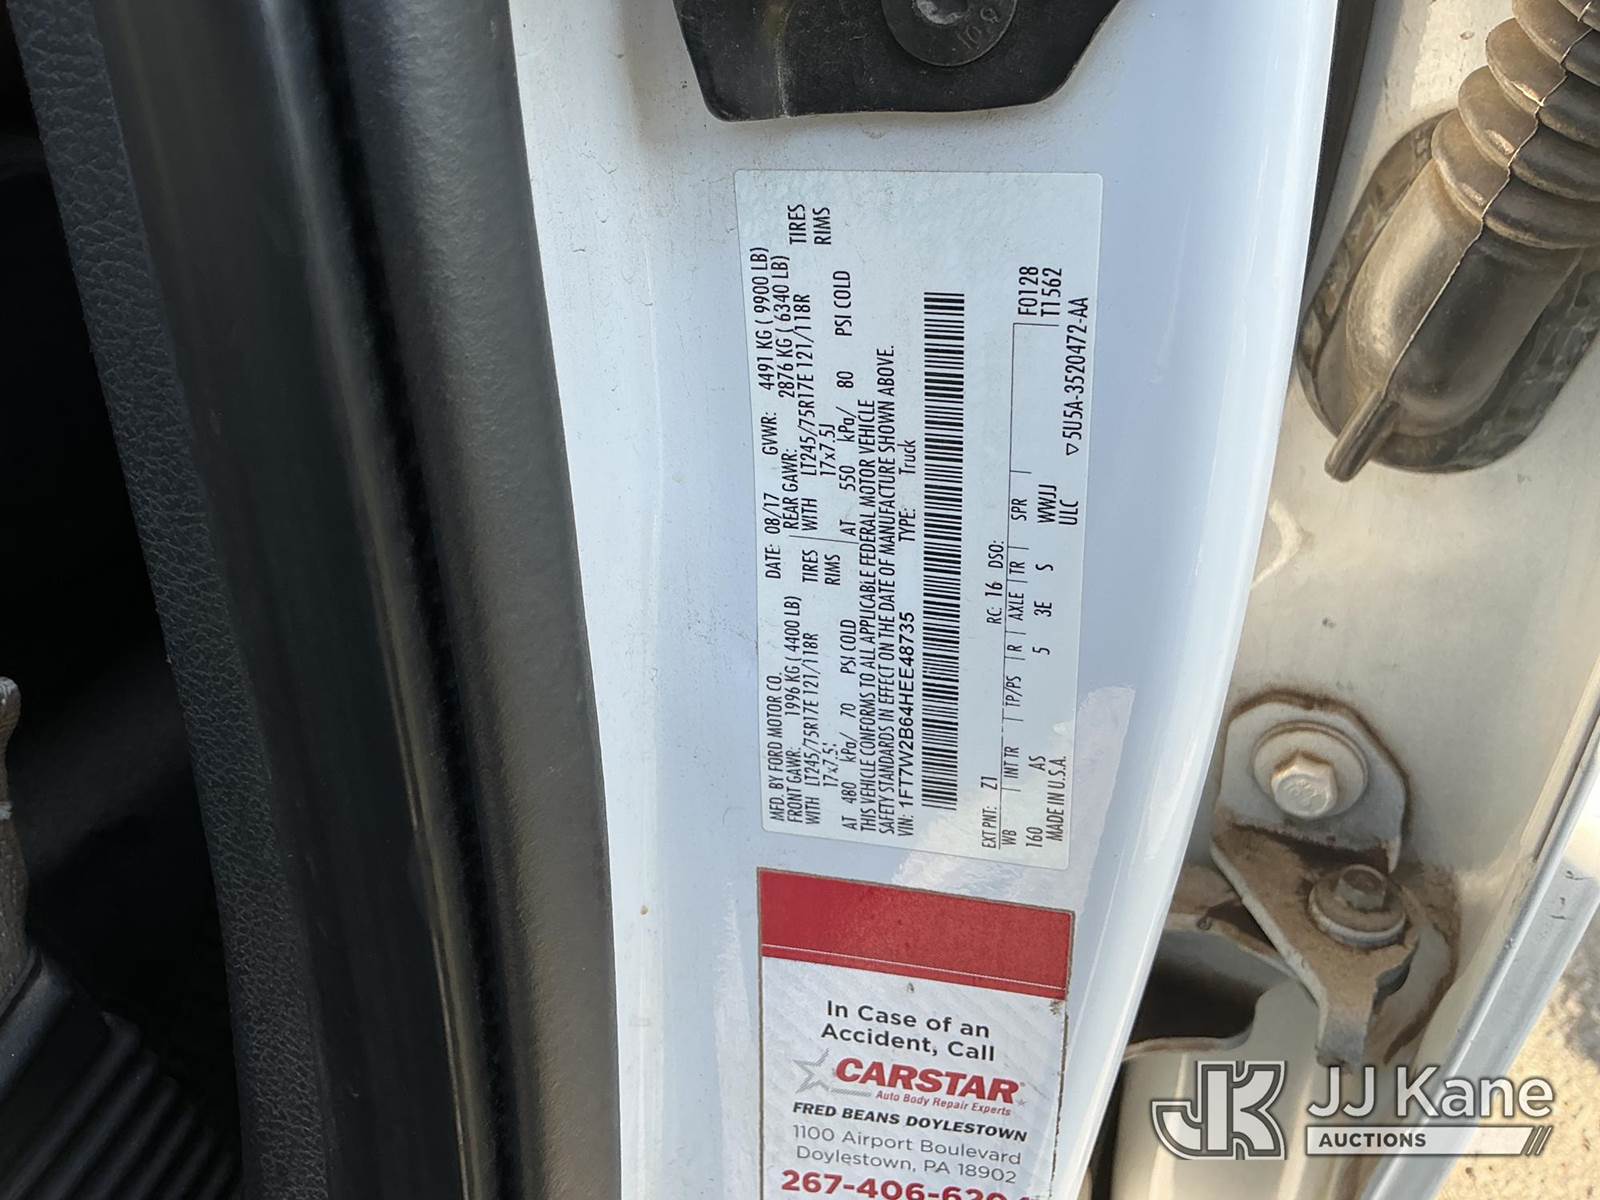 MFD. BY FORD MOTOR CO. DATE: 08/17 GVWR: 4491 KG ( 9900 LB)
FRONT GAWR: 1996 KG ( 4400 LB) REAR GAWR: 2876 KG ( 6340 LB)
WITH LT245/75R17E 121/118R TIRES WITH LT245/75R17E 121/118R TIRES
17x7.5J RIMS 17x7.5J RIMS
AT 480 kPa/ 70 PSI COLD AT 550 kPa/ 80 PSI COLD
THIS VEHICLE CONFORMS TO ALL APPLICABLE FEDERAL MOTOR VEHICLE
SAFETY STANDARDS IN EFFECT ON THE DATE OF MANUFACTURE SHOWN ABOVE.
VIN: 1FT7W2B64HEE48735 TYPE: Truck
EXT PNT: Z1 RC: 16 DSO:
WB INT TR TP/PS R AXLE TR SPR F0128
160 AS 5 3E S WWJJ T1562
MADE IN U.S.A. ULC
▽5U5A-3520472-AA
In Case of an
Accident, Call
CARSTAR
Auto Body Repair Experts
FRED BEANS DOYLESTOWN
1100 Airport Boulevard
Doylestown, PA 18902
JK JJ Kane
AUCTIONS